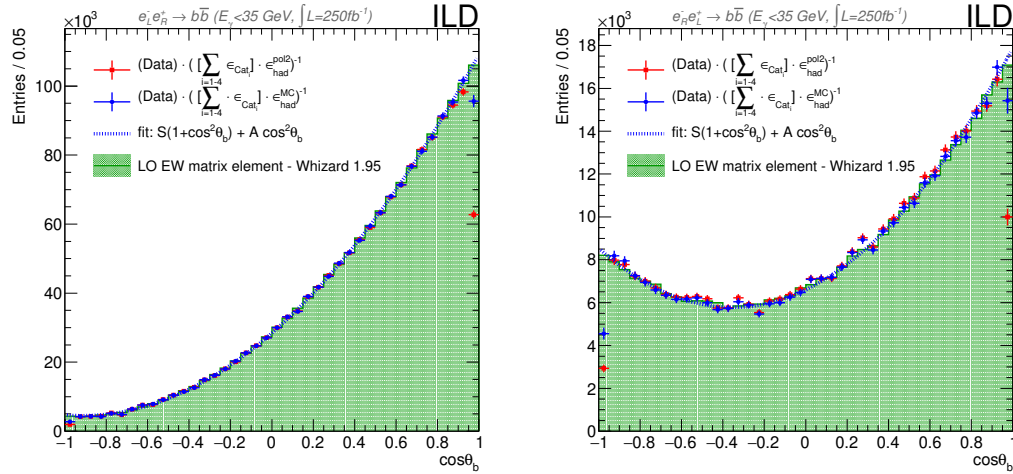 e⁻_L e⁺_R → bb̄ (E_γ<35 GeV, ∫L=250fb⁻¹) ILD
×10³
Entries / 0.05
(Data) · ( [∑_{i=1-4} ϵ_{Cat_i}] · ϵ^{pol2}_{had})⁻¹
(Data) · ( [∑_{i=1-4} · ϵ_{Cat_i}] · ϵ^{MC}_{had})⁻¹
fit: S(1+cos²θ_b) + A cos²θ_b
LO EW matrix element - Whizard 1.95
100
80
60
40
20
0
−1 −0.8 −0.6 −0.4 −0.2 0 0.2 0.4 0.6 0.8 1
cosθ_b
e⁻_R e⁺_L → bb̄ (E_γ<35 GeV, ∫L=250fb⁻¹) ILD
×10³
Entries / 0.05
(Data) · ( [∑_{i=1-4} ϵ_{Cat_i}] · ϵ^{pol2}_{had})⁻¹
(Data) · ( [∑_{i=1-4} · ϵ_{Cat_i}] · ϵ^{MC}_{had})⁻¹
fit: S(1+cos²θ_b) + A cos²θ_b
LO EW matrix element - Whizard 1.95
18
16
14
12
10
8
6
4
2
0
−1 −0.8 −0.6 −0.4 −0.2 0 0.2 0.4 0.6 0.8 1
cosθ_b